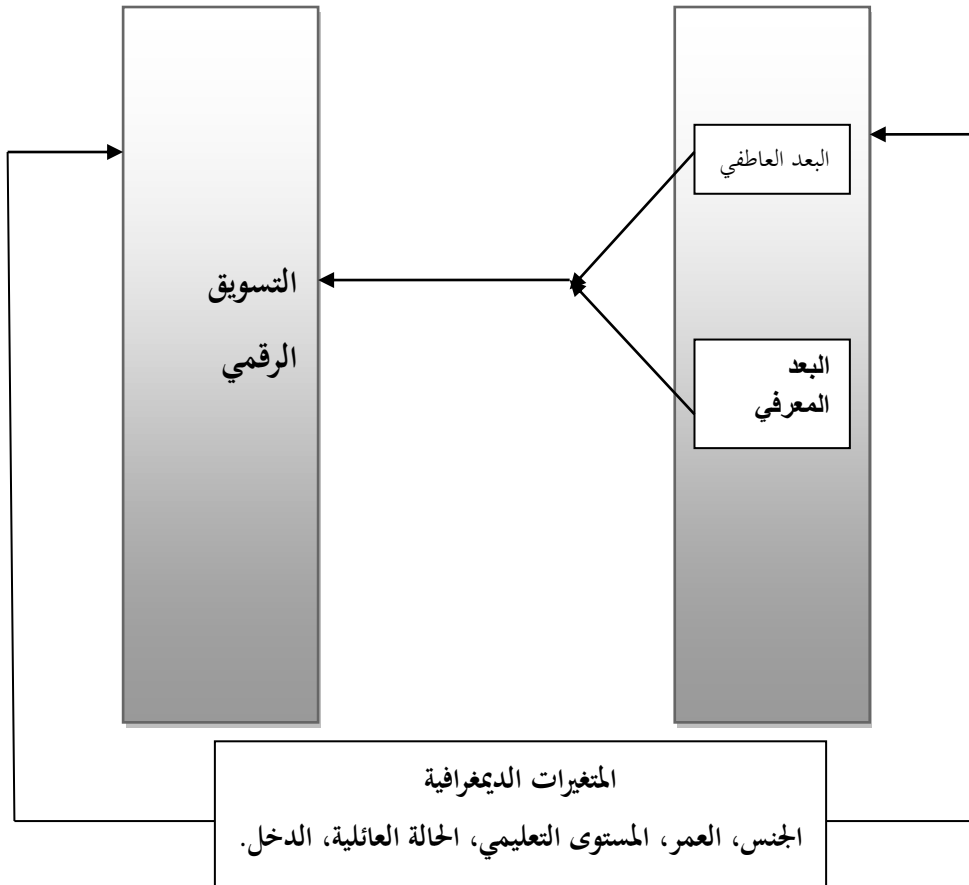 البعد العاطفي
البعد
المعرفي
التسويق
الرقمي
المتغيرات الديمغرافية
الجنس، العمر، المستوى التعليمي، الحالة العائلية، الدخل.